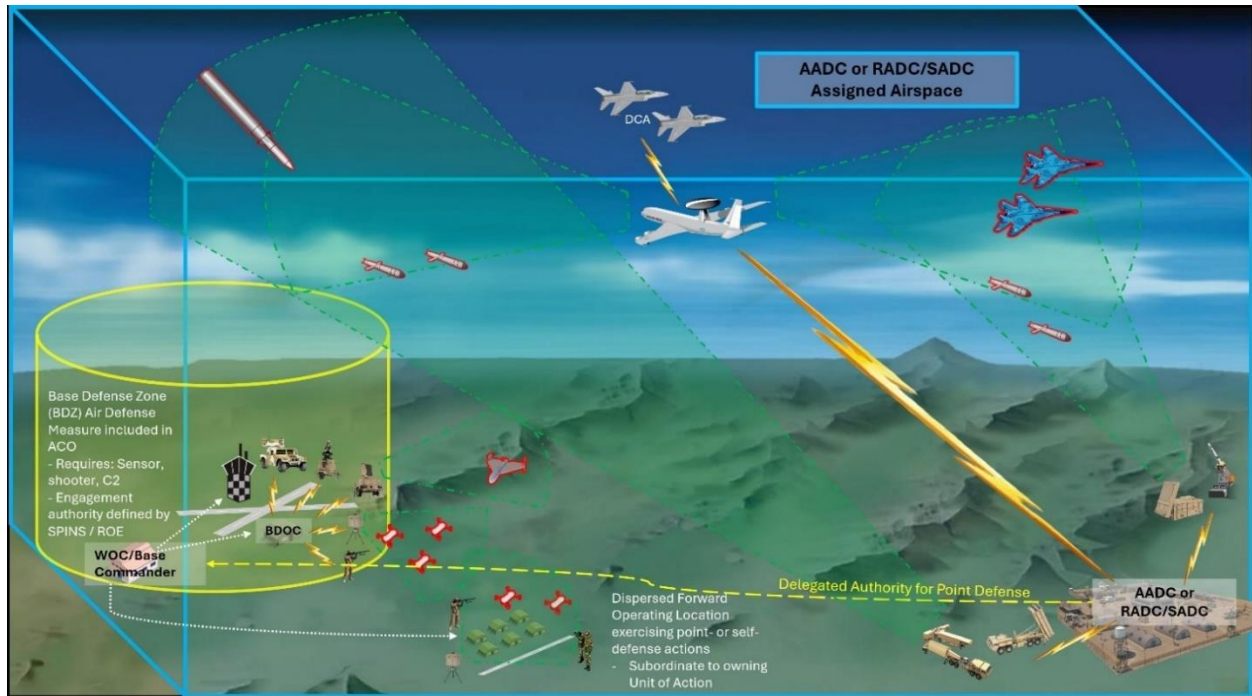 AADC or RADC/SADC
Assigned Airspace
DCA
Base Defense Zone
(BDZ) Air Defense
Measure included in
ACO
- Requires: Sensor,
shooter, C2
- Engagement
authority defined by
SPINS / ROE
BDOC
WOC/Base
Commander
Delegated Authority for Point Defense
AADC or
RADC/SADC
Dispersed Forward
Operating Location
exercising point- or self-
defense actions
- Subordinate to owning
Unit of Action